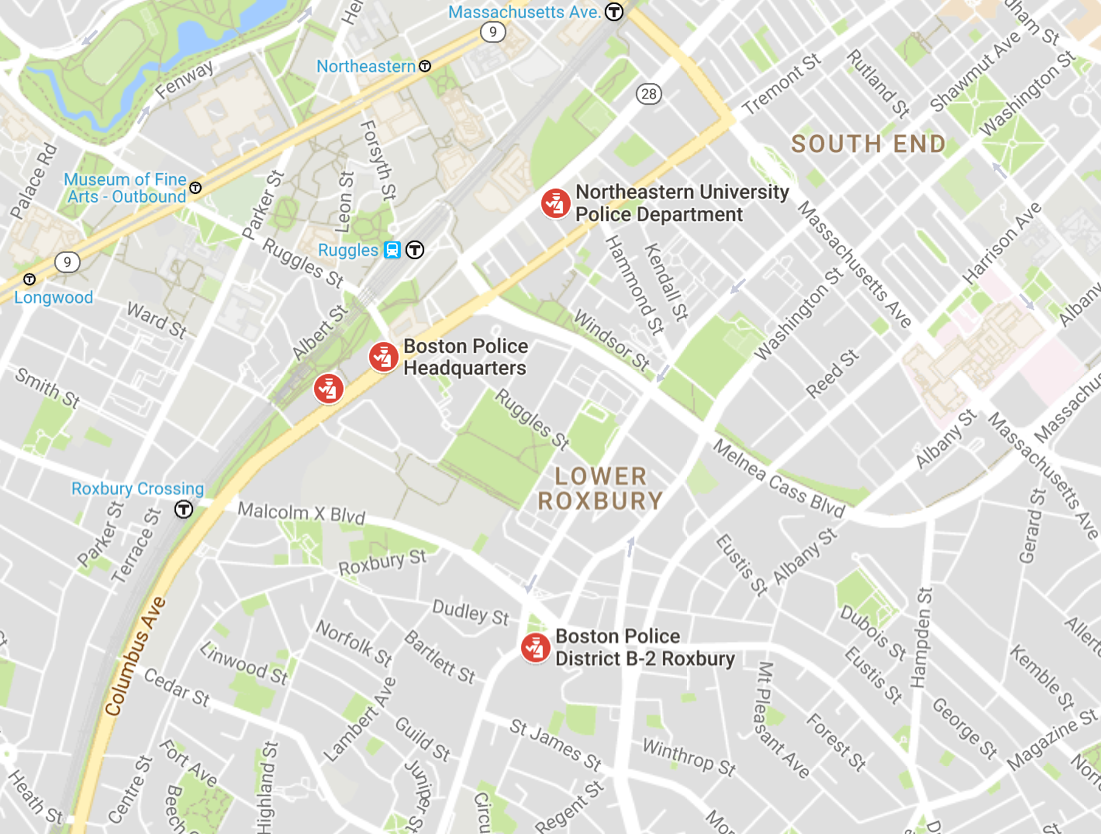 Massachusetts Ave.
9
Northeastern
Fenway
28
Tremont St
Rutland St
Shawmut Ave
Washington St
SOUTH END
Palace Rd
Museum of Fine
Arts - Outbound
Parker St
Leon St
Forsyth St
Northeastern University
Police Department
9
Longwood
Ruggles
Ruggles St
Hammond St
Kendall St
Massachusetts Ave
Harrison Ave
Albany
Ward St
Albert St
Windsor St
Washington St
Boston Police
Headquarters
Reed St
Smith St
Ruggles St
LOWER
ROXBURY
Albany St
Massachus
Massachusetts Ave
Melnea Cass Blvd
Roxbury Crossing
Malcolm X Blvd
Parker St
Terrace St
Roxbury St
Eustis St
Albany St
Gerard St
Dudley St
Boston Police
District B-2 Roxbury
Columbus Ave
Norfolk St
Bartlett St
Linwood St
Cedar St
Lambert Ave
Guild St
Juniper St
St James St
Winthrop St
Mt Pleasant Ave
Forest St
Dubois St
Eustis St
Hampden St
George St
Kemble St
Magazine St
Heath St
Centre St
Fort Ave
Highland St
Regent St